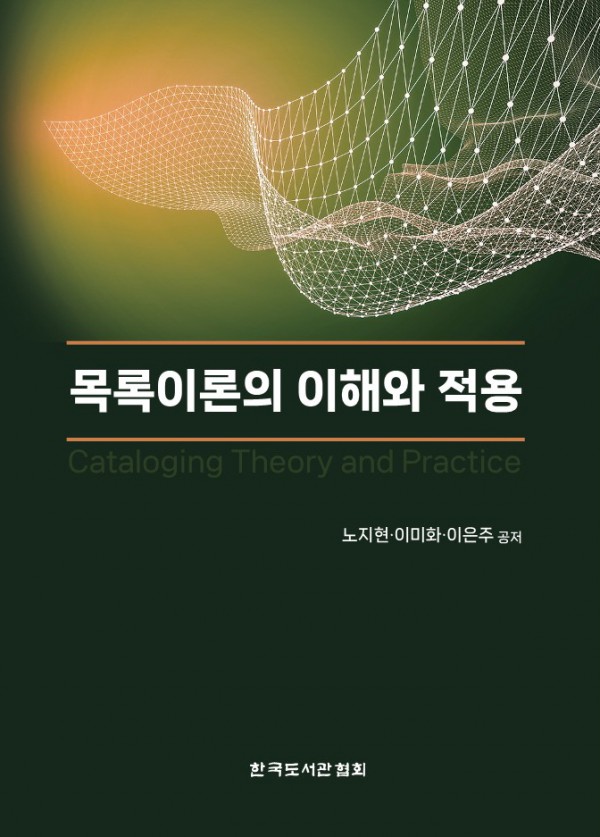 목록이론의 이해와 적용
Cataloging Theory and Practice
노지현·이미화·이은주 공저
한국도서관협회